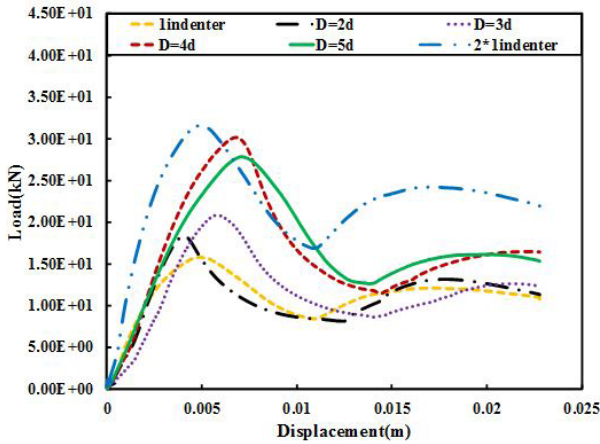 4.50E+01
1indenter D=2d D=3d
D=4d D=5d 2*1indenter
4.00E+01
3.50E+01
3.00E+01
2.50E+01
2.00E+01
1.50E+01
1.00E+01
5.00E+00
0.00E+00
Load(kN)
0 0.005 0.01 0.015 0.02 0.025
Displacement(m)